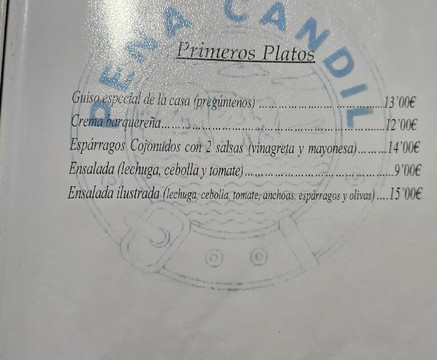 PEÑA CANDIL
Primeros Platos
Guiso especial de la casa (pregúntenos) ........................................13'00€
Crema barquereña..........................................................................12'00€
Espárragos Cojonudos con 2 salsas (vinagreta y mayonesa).........14'00€
Ensalada (lechuga, cebolla y tomate)................................................9'00€
Ensalada ilustrada (lechuga, cebolla, tomate, anchoas, espárragos y olivas) ....15'00€